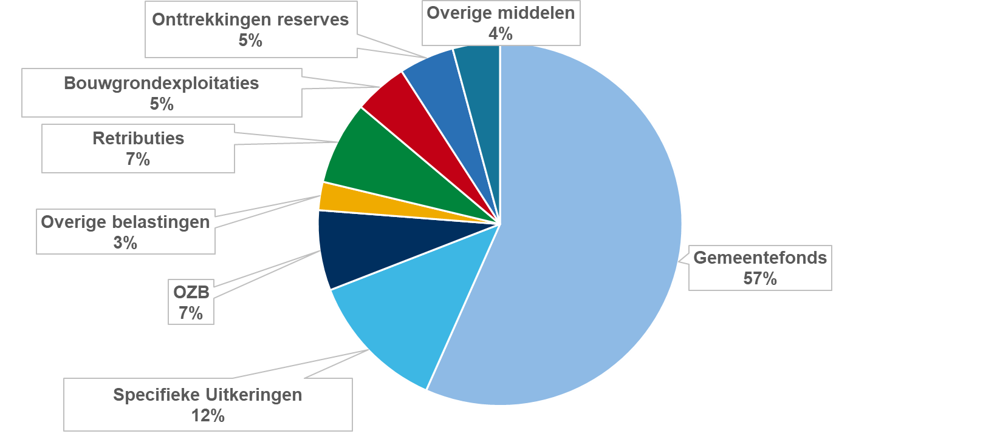 Onttrekkingen reserves
5%
Overige middelen
4%
Bouwgrondexploitaties
5%
Retributies
7%
Overige belastingen
3%
Gemeentefonds
57%
OZB
7%
Specifieke Uitkeringen
12%